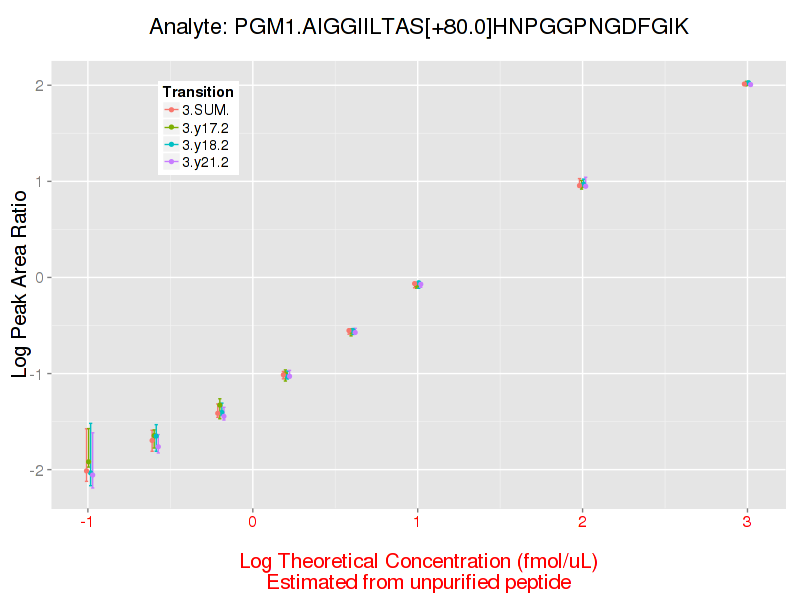 Analyte: PGM1.AIGGIILTAS[+80.0]HNPGGPNGDFGIK
Transition
3.SUM.
3.y17.2
3.y18.2
3.y21.2
Log Peak Area Ratio
2
1
0
-1
-2
-1
0
1
2
3
Log Theoretical Concentration (fmol/uL)
Estimated from unpurified peptide